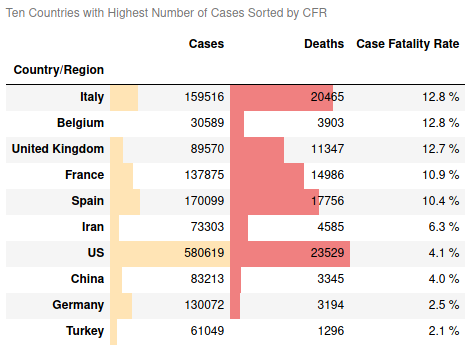 Ten Countries with Highest Number of Cases Sorted by CFR
Cases Deaths Case Fatality Rate
Country/Region
Italy 159516 20465 12.8 %
Belgium 30589 3903 12.8 %
United Kingdom 89570 11347 12.7 %
France 137875 14986 10.9 %
Spain 170099 17756 10.4 %
Iran 73303 4585 6.3 %
US 580619 23529 4.1 %
China 83213 3345 4.0 %
Germany 130072 3194 2.5 %
Turkey 61049 1296 2.1 %